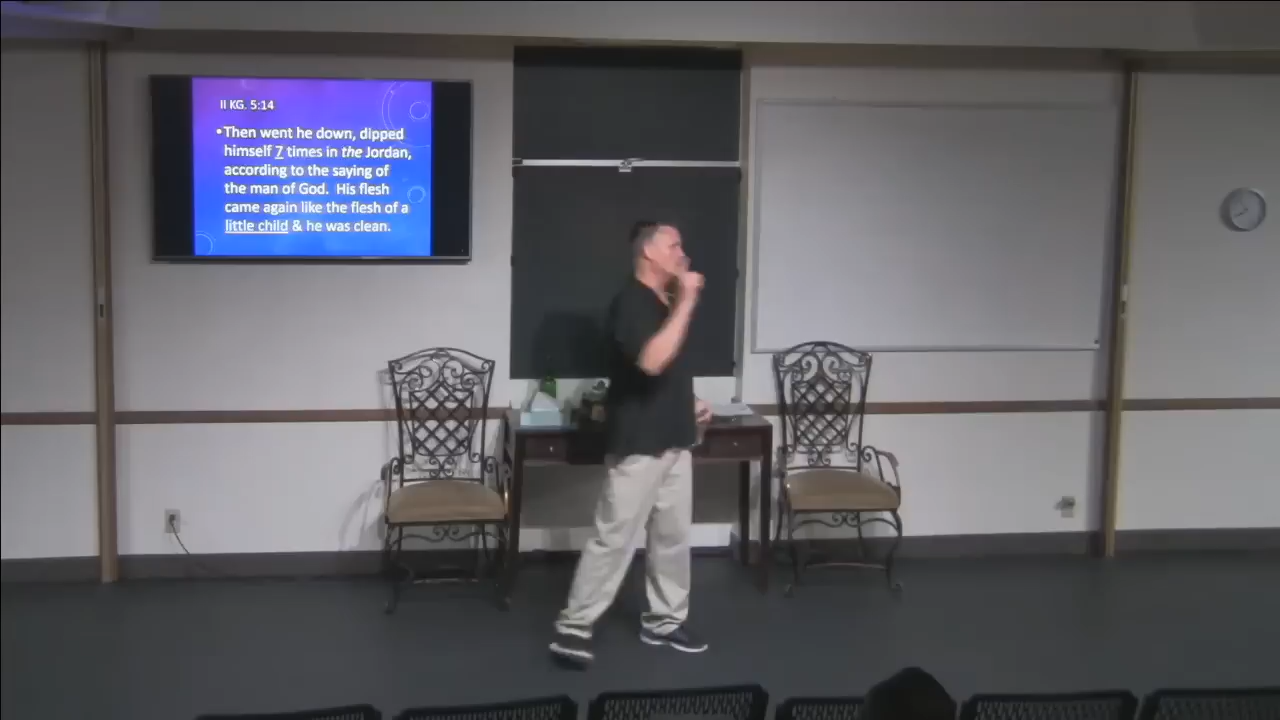 II KG. 5:14
•Then went he down, dipped
himself 7 times in the Jordan,
according to the saying of
the man of God.  His flesh
came again like the flesh of a
little child & he was clean.